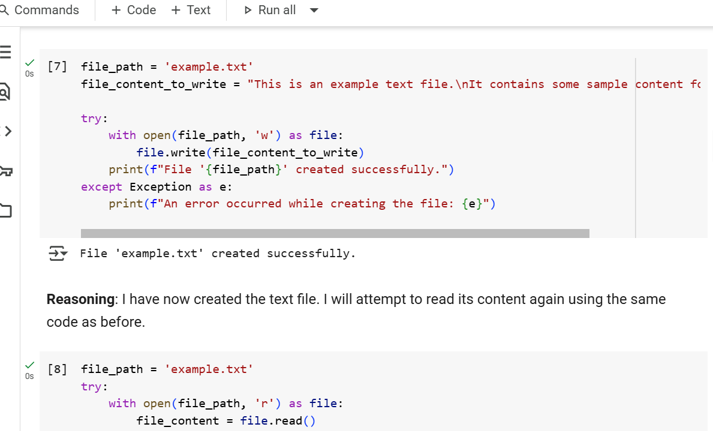 Commands + Code + Text Run all
[7] file_path = 'example.txt'
0s file_content_to_write = "This is an example text file.\nIt contains some sample content fo
try:
with open(file_path, 'w') as file:
file.write(file_content_to_write)
print(f"File '{file_path}' created successfully.")
except Exception as e:
print(f"An error occurred while creating the file: {e}")
File 'example.txt' created successfully.
Reasoning: I have now created the text file. I will attempt to read its content again using the same
code as before.
[8] file_path = 'example.txt'
0s try:
with open(file_path, 'r') as file:
file_content = file.read()